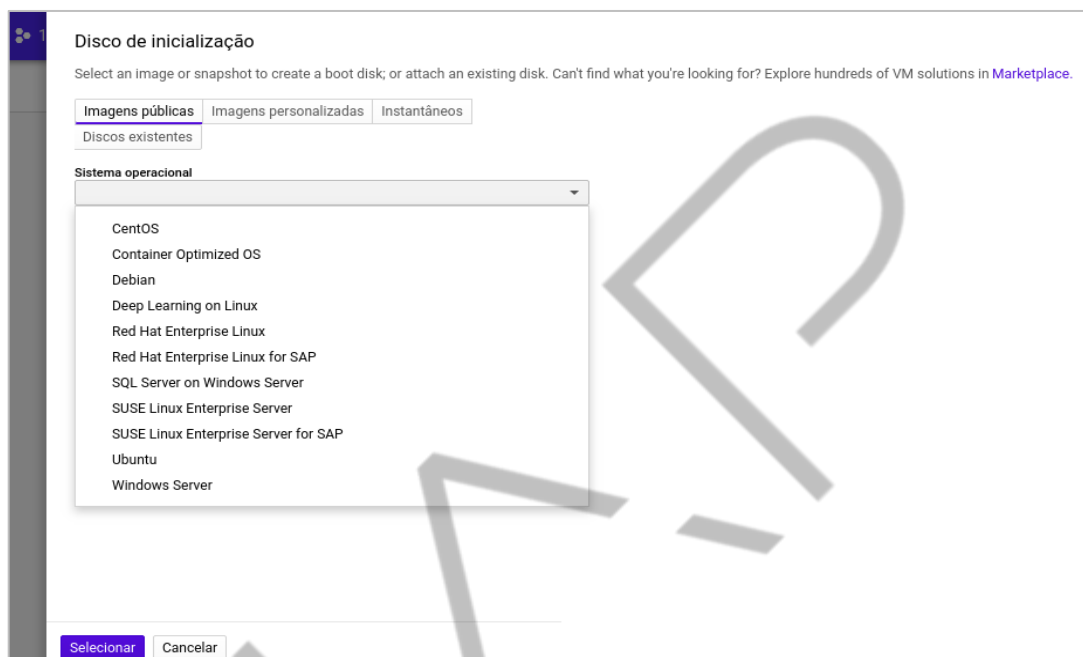 1
Disco de inicialização
Select an image or snapshot to create a boot disk; or attach an existing disk. Can't find what you're looking for? Explore hundreds of VM solutions in Marketplace.
Imagens públicas Imagens personalizadas Instantâneos
Discos existentes
Sistema operacional
CentOS
Container Optimized OS
Debian
Deep Learning on Linux
Red Hat Enterprise Linux
Red Hat Enterprise Linux for SAP
SQL Server on Windows Server
SUSE Linux Enterprise Server
SUSE Linux Enterprise Server for SAP
Ubuntu
Windows Server
Selecionar Cancelar